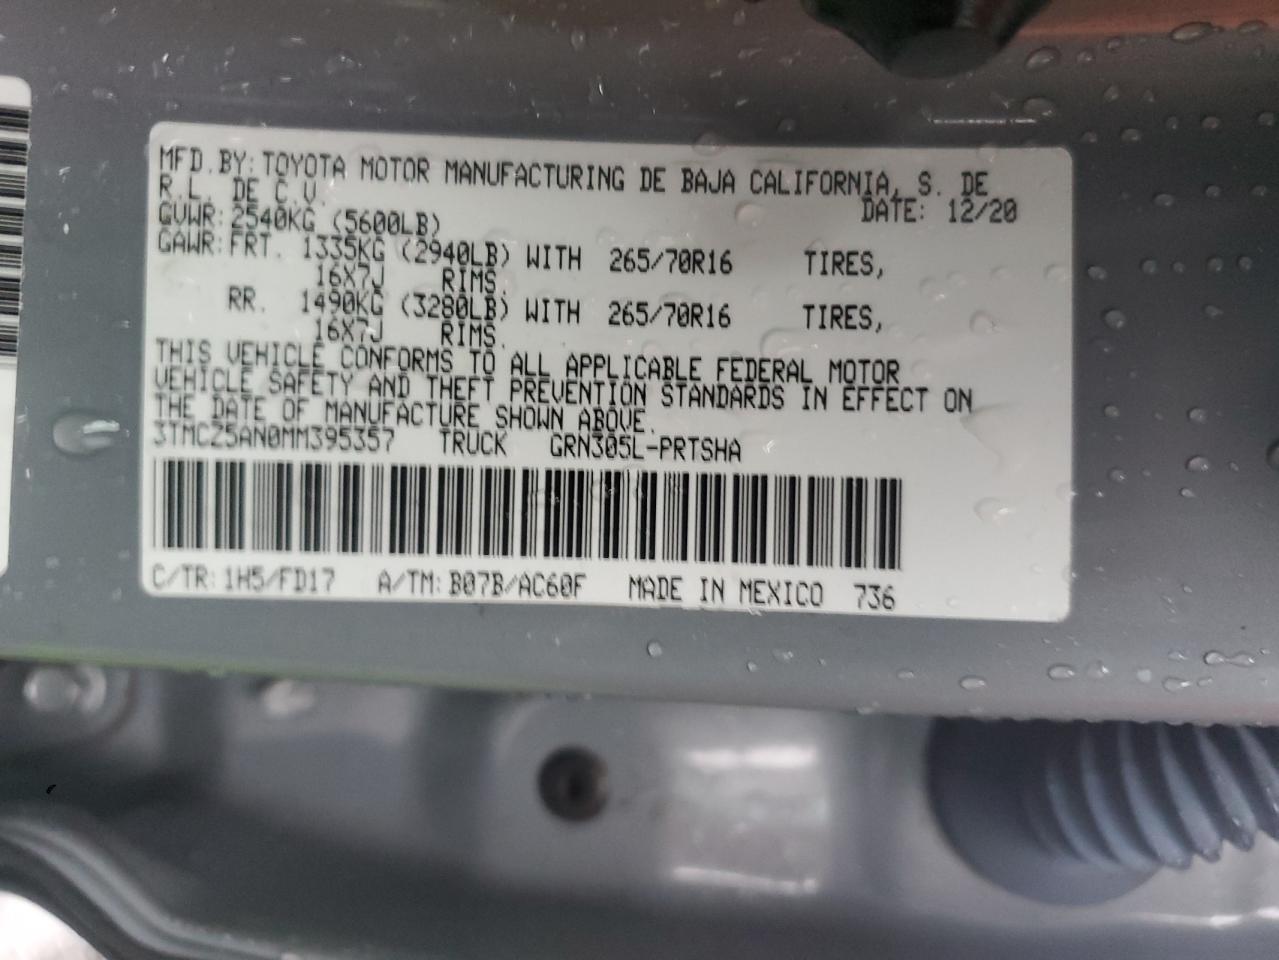 MFD.BY: TOYOTA MOTOR MANUFACTURING DE BAJA CALIFORNIA, S. DE
R.L. DE C.V. DATE: 12/20
GVWR: 2540KG (5600LB)
GAWR: FRT. 1335KG (2940LB) WITH 265/70R16 TIRES,
16X7J RIMS.
RR. 1490KG (3280LB) WITH 265/70R16 TIRES,
16X7J RIMS.
THIS VEHICLE CONFORMS TO ALL APPLICABLE FEDERAL MOTOR
VEHICLE SAFETY AND THEFT PREVENTION STANDARDS IN EFFECT ON
THE DATE OF MANUFACTURE SHOWN ABOVE.
3TMCZ5AN0MM395357 TRUCK GRN305L-PRTSHA
C/TR: 1H5/FD17 A/TM: B07B/AC60F MADE IN MEXICO 736